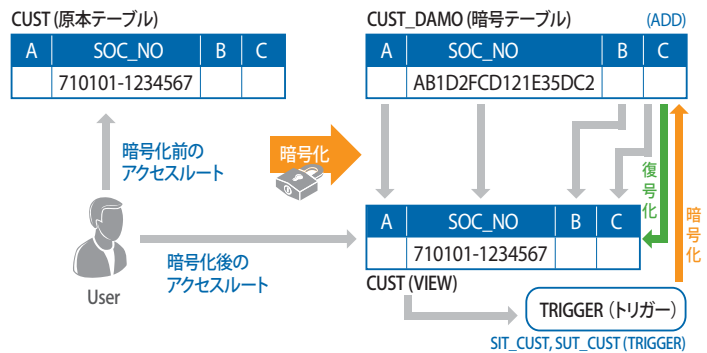 CUST (原本テーブル)
A SOC_NO B C
710101-1234567
CUST_DAMO (暗号テーブル) (ADD)
A SOC_NO B C
AB1D2FCD121E35DC2
暗号化前の
アクセスルート
暗号化
復号化
暗号化
User
暗号化後の
アクセスルート
A SOC_NO B C
710101-1234567
CUST (VIEW)
TRIGGER (トリガー)
SIT_CUST, SUT_CUST (TRIGGER)